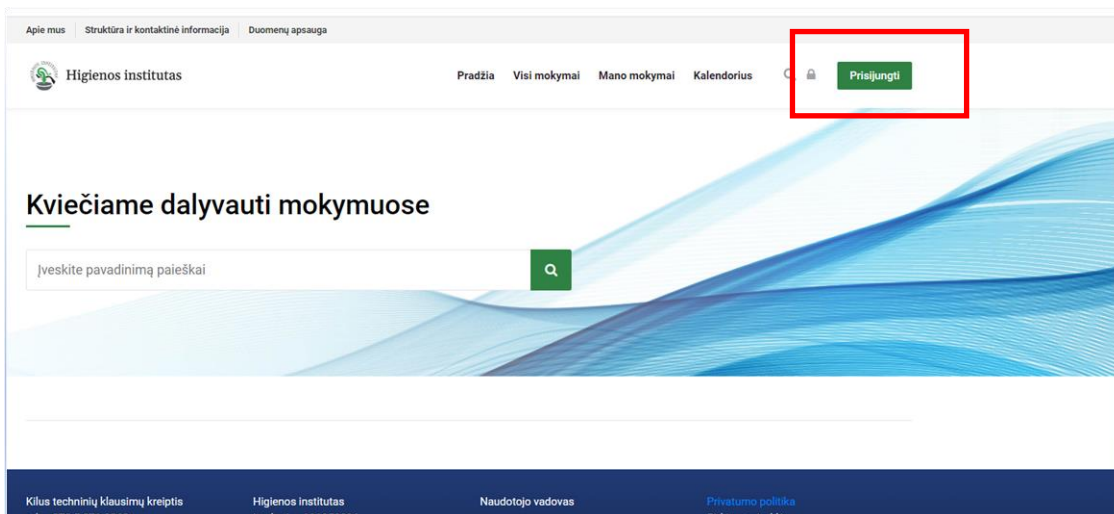 Apie mus Struktūra ir kontaktinė informacija Duomenų apsauga
Higienos institutas Pradžia Visi mokymai Mano mokymai Kalendorius Prisijungti
Kviečiame dalyvauti mokymuose
Įveskite pavadinimą paieškai
Kilus techninių klausimų kreiptis Higienos institutas Naudotojo vadovas Privatumo politika